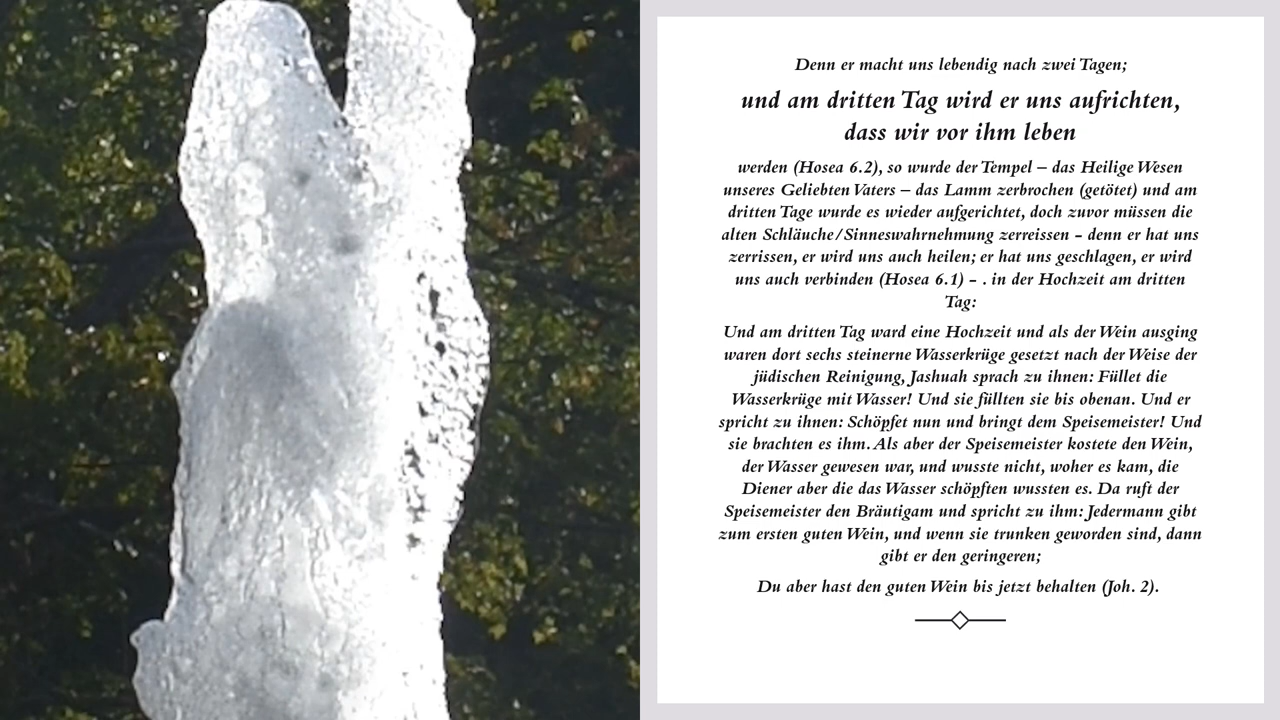 Denn er macht uns lebendig nach zwei Tagen;
und am dritten Tag wird er uns aufrichten,
dass wir vor ihm leben
werden (Hosea 6.2), so wurde der Tempel – das Heilige Wesen
unseres Geliebten Vaters – das Lamm zerbrochen (getötet) und am
dritten Tage wurde es wieder aufgerichtet, doch zuvor müssen die
alten Schläuche/Sinneswahrnehmung zerreissen - denn er hat uns
zerrissen, er wird uns auch heilen; er hat uns geschlagen, er wird
uns auch verbinden (Hosea 6.1) - . in der Hochzeit am dritten
Tag:
Und am dritten Tag ward eine Hochzeit und als der Wein ausging
waren dort sechs steinerne Wasserkrüge gesetzt nach der Weise der
jüdischen Reinigung, Jashuah sprach zu ihnen: Füllet die
Wasserkrüge mit Wasser! Und sie füllten sie bis obenan. Und er
spricht zu ihnen: Schöpfet nun und bringt dem Speisemeister! Und
sie brachten es ihm. Als aber der Speisemeister kostete den Wein,
der Wasser gewesen war, und wusste nicht, woher es kam, die
Diener aber die das Wasser schöpften wussten es. Da ruft der
Speisemeister den Bräutigam und spricht zu ihm: Jedermann gibt
zum ersten guten Wein, und wenn sie trunken geworden sind, dann
gibt er den geringeren;
Du aber hast den guten Wein bis jetzt behalten (Joh. 2).